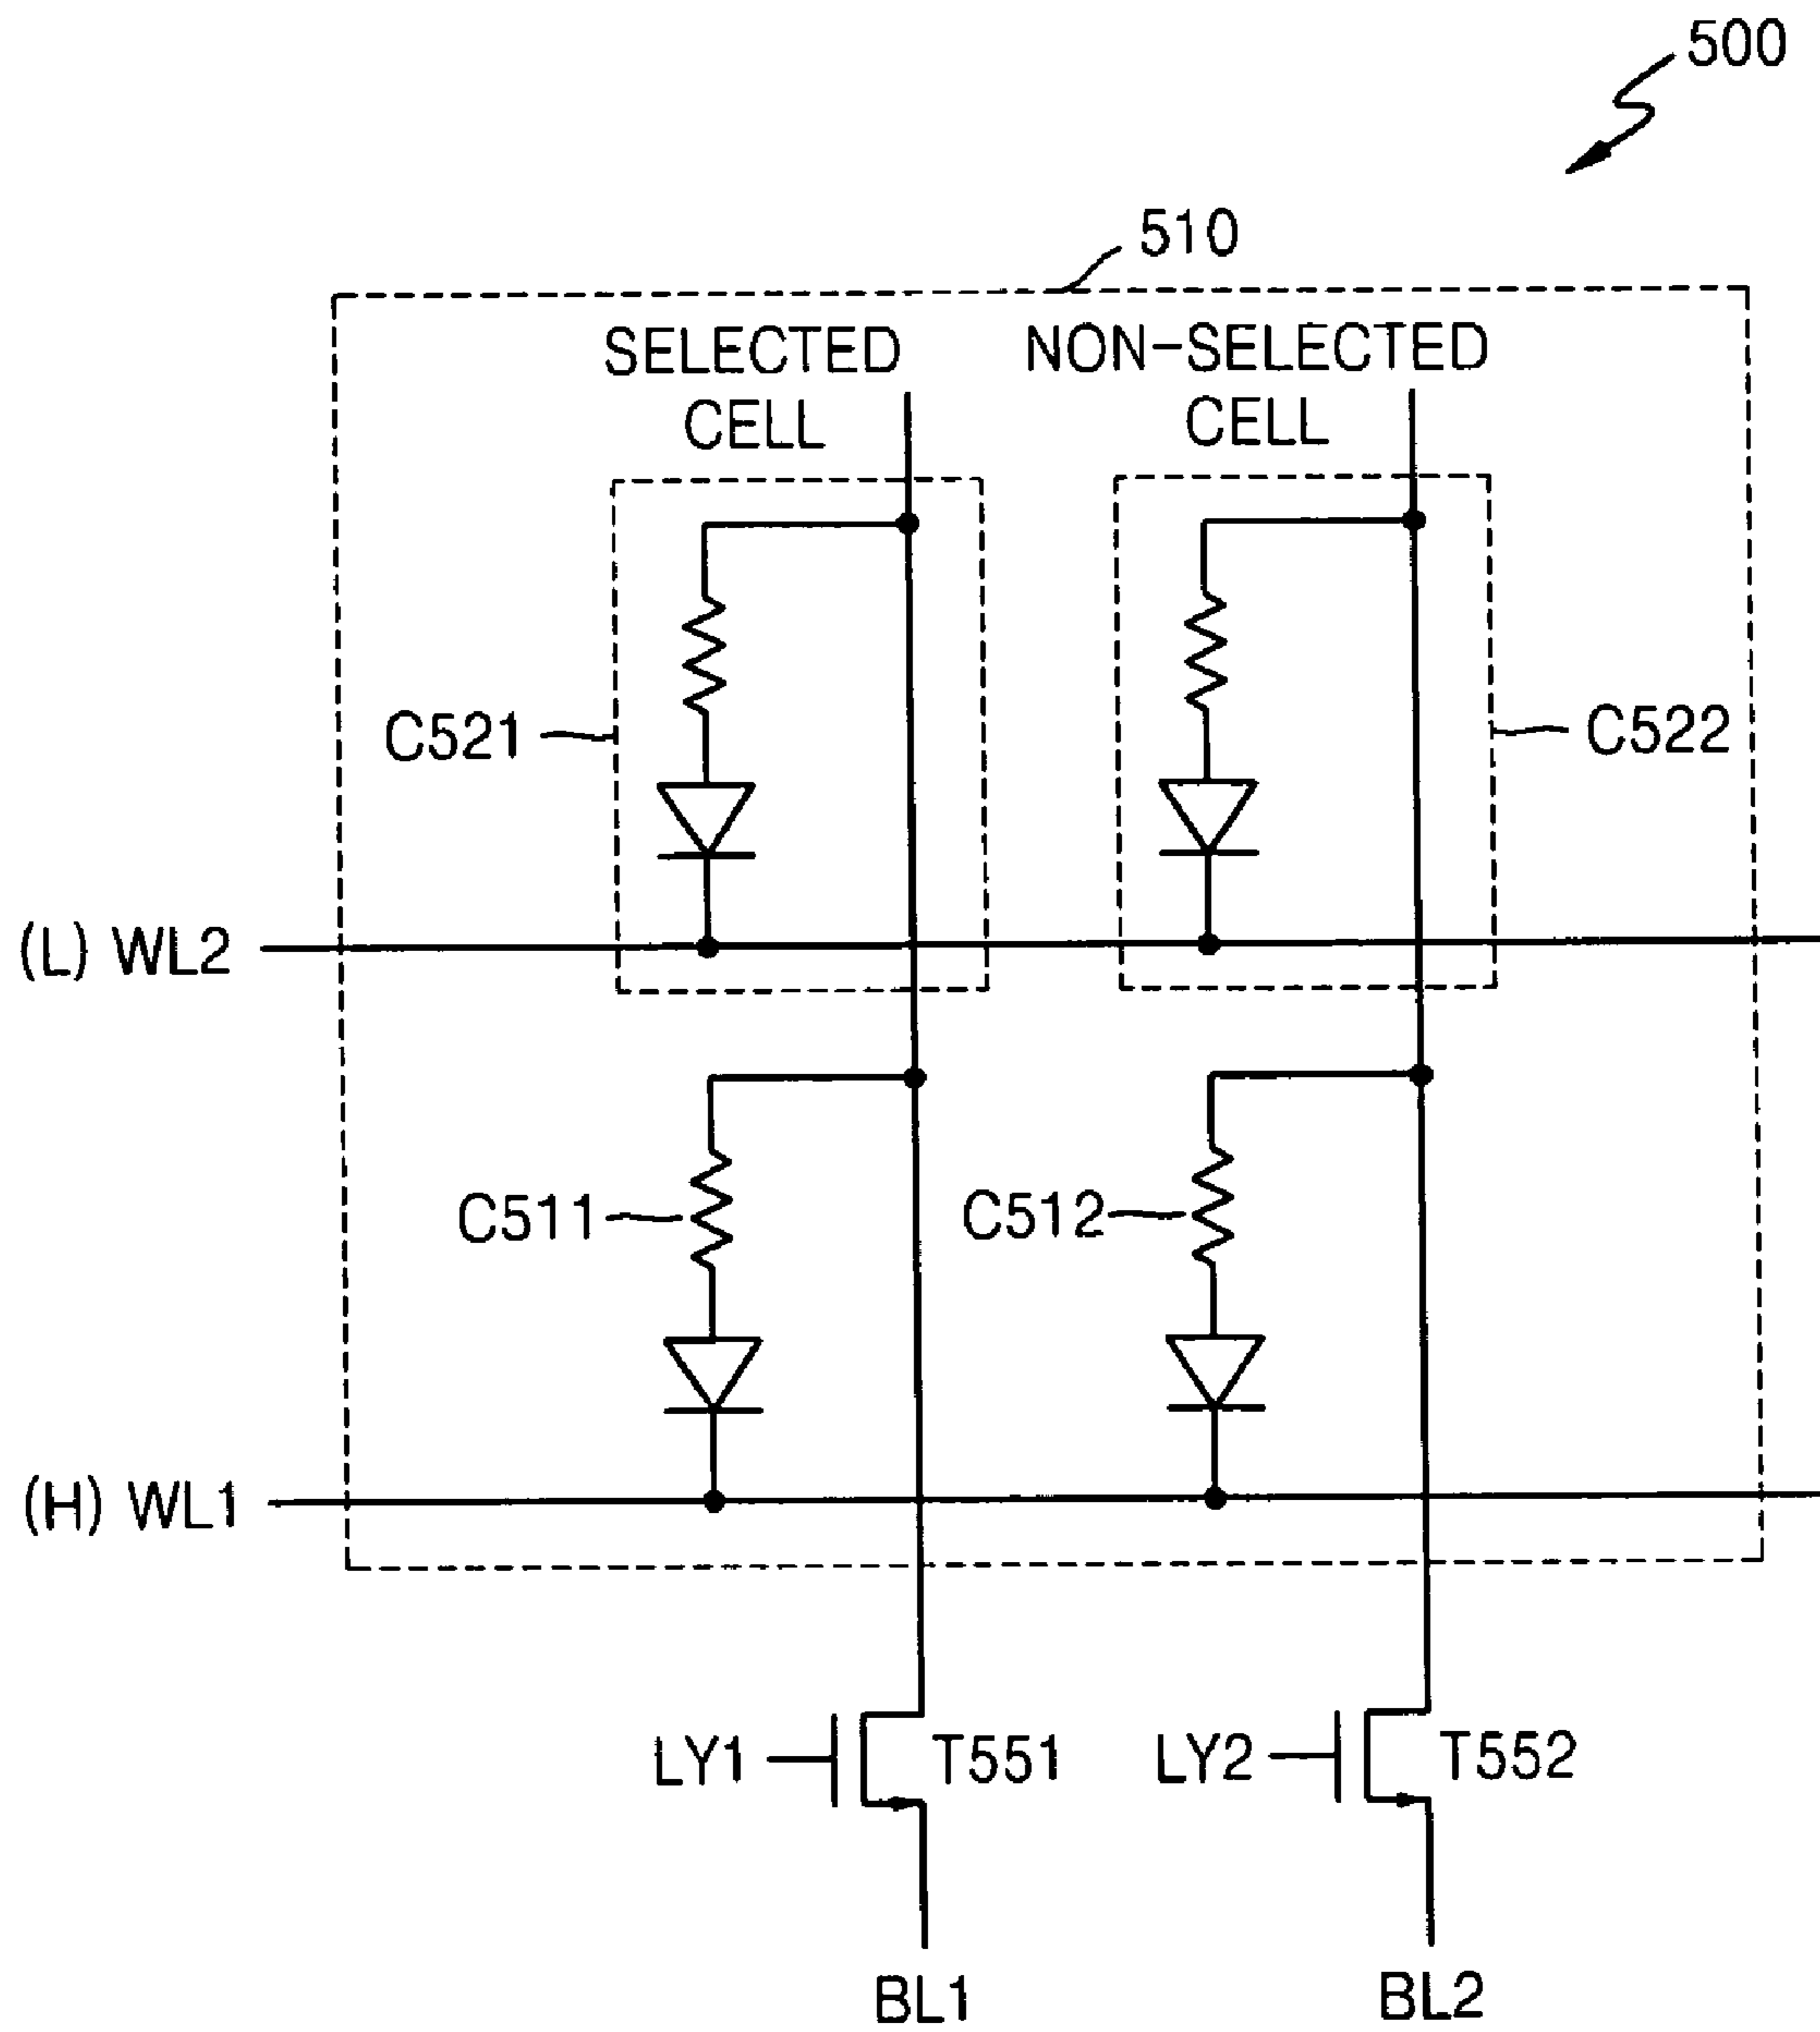 500
510
SELECTED
CELL
NON-SELECTED
CELL
C521
C522
(L) WL2
C511
C512
(H) WL1
LY1
T551
LY2
T552
BL1
BL2